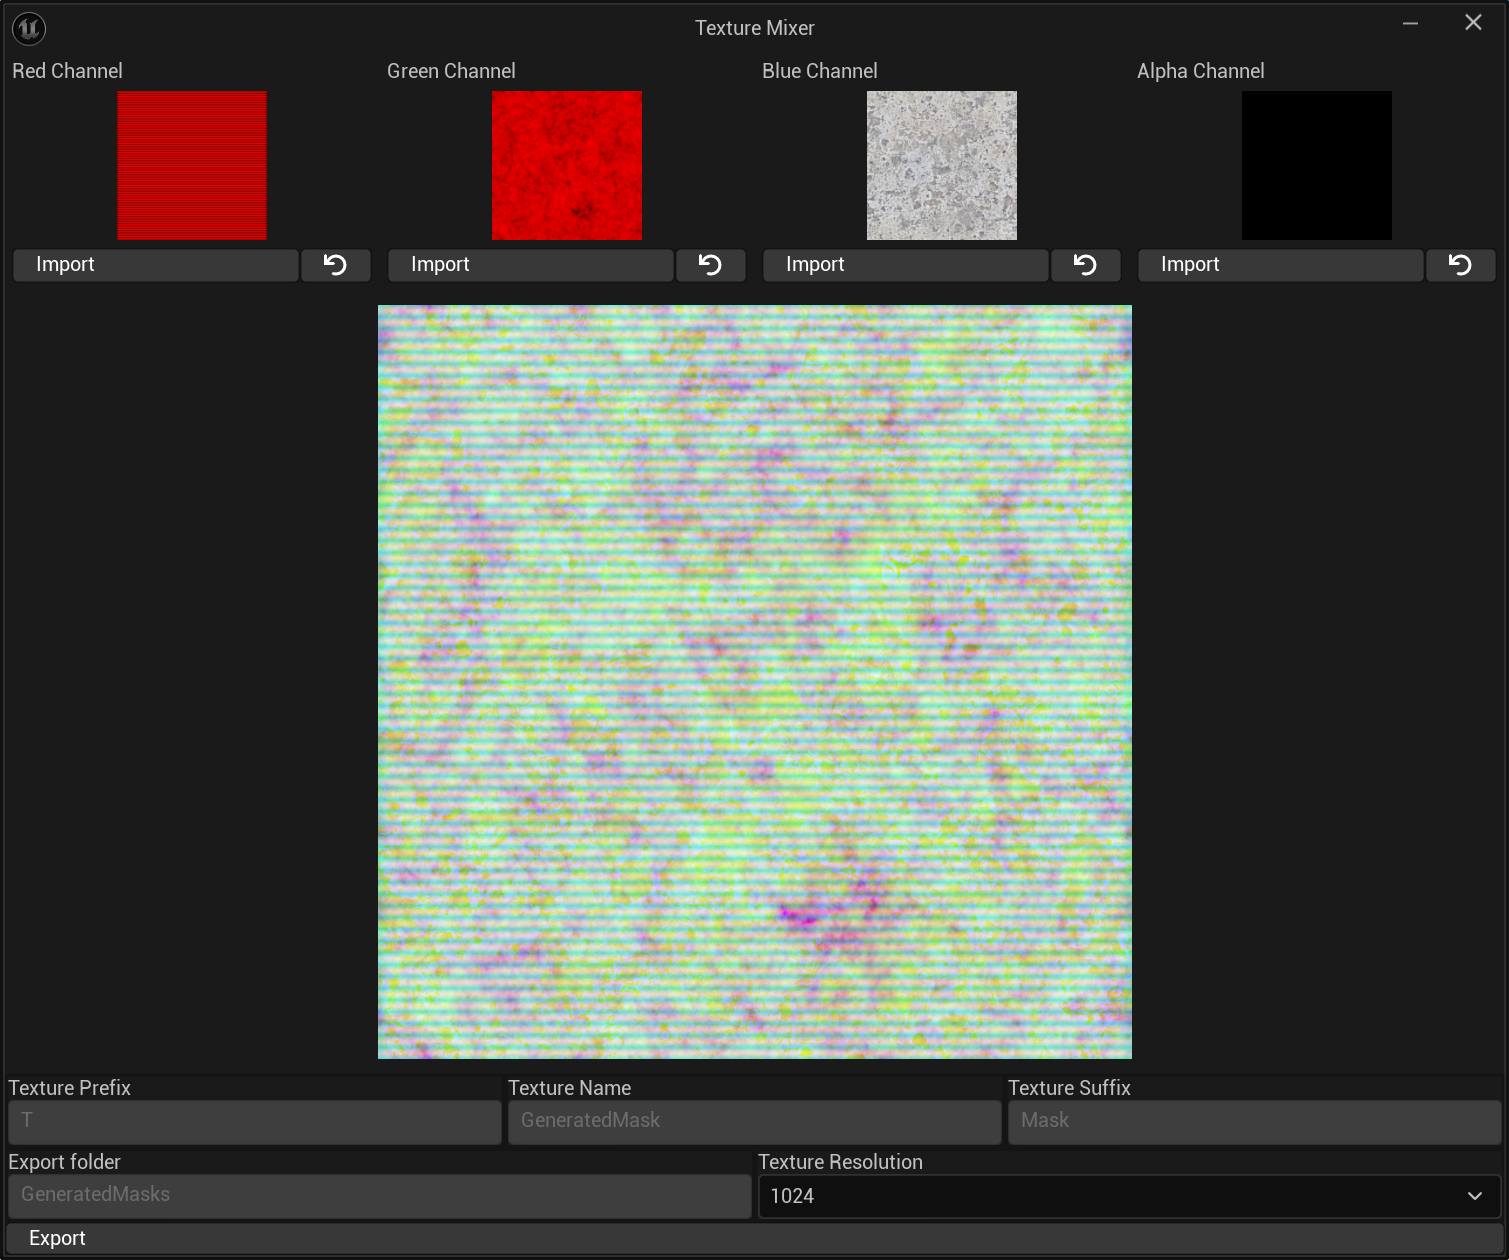 Texture Mixer
Red Channel
Green Channel
Blue Channel
Alpha Channel
Import
Import
Import
Import
Texture Prefix
Texture Name
Texture Suffix
T
GeneratedMask
Mask
Export folder
Texture Resolution
GeneratedMasks
1024
Export